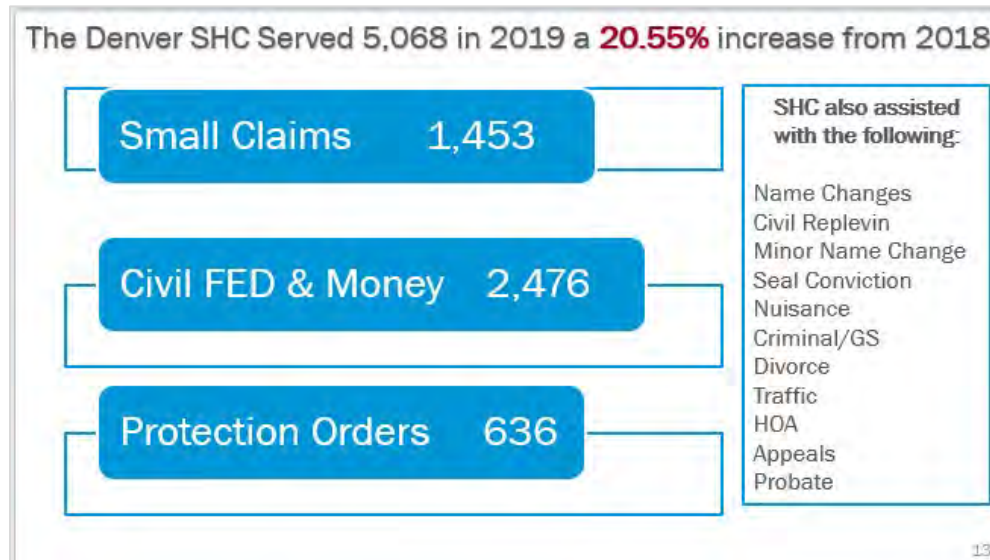 The Denver SHC Served 5,068 in 2019 a 20.55% increase from 2018
Small Claims 1,453
Civil FED & Money 2,476
Protection Orders 636
SHC also assisted
with the following:
Name Changes
Civil Replevin
Minor Name Change
Seal Conviction
Nuisance
Criminal/GS
Divorce
Traffic
HOA
Appeals
Probate
13